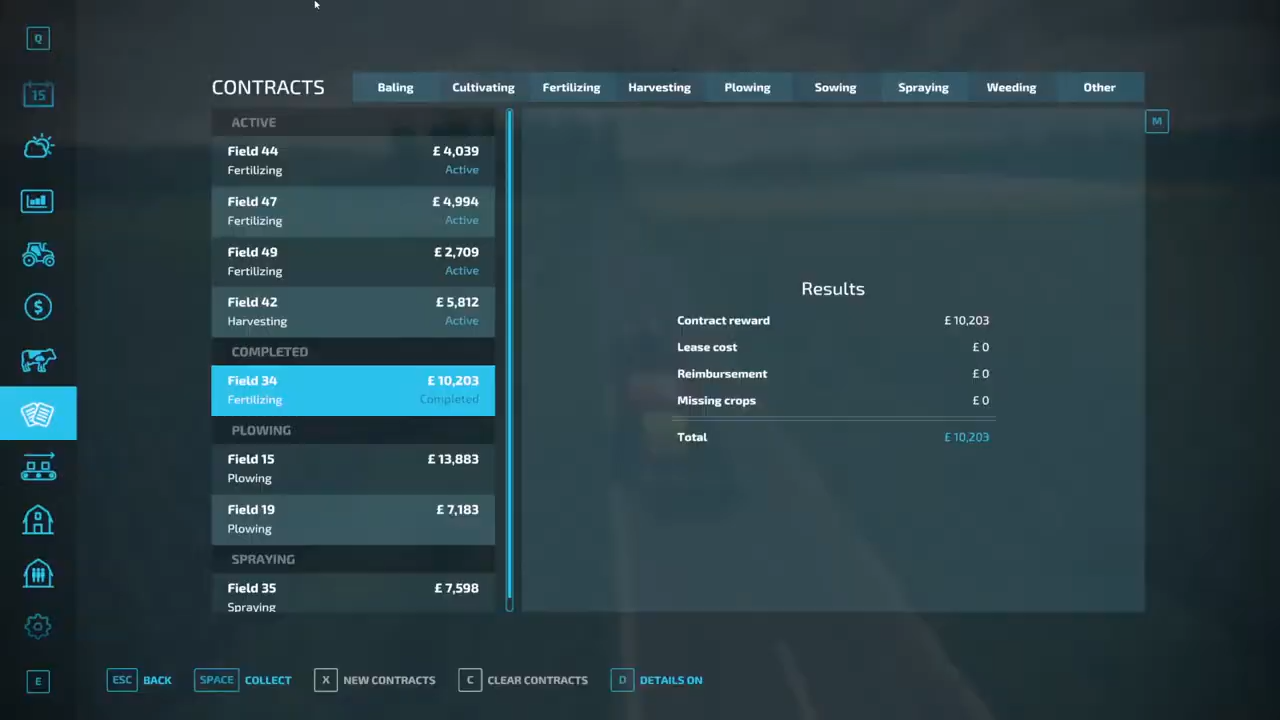 Q
15
CONTRACTS
Baling
Cultivating
Fertilizing
Harvesting
Plowing
Sowing
Spraying
Weeding
Other
M
ACTIVE
Field 44 £ 4,039
Fertilizing Active
Field 47 £ 4,994
Fertilizing Active
Field 49 £ 2,709
Fertilizing Active
Field 42 £ 5,812
Harvesting Active
COMPLETED
Field 34 £ 10,203
Fertilizing Completed
PLOWING
Field 15 £ 13,883
Plowing
Field 19 £ 7,183
Plowing
SPRAYING
Field 35 £ 7,598
Spraying
Results
Contract reward £ 10,203
Lease cost £ 0
Reimbursement £ 0
Missing crops £ 0
Total £ 10,203
E
ESC BACK SPACE COLLECT X NEW CONTRACTS C CLEAR CONTRACTS D DETAILS ON